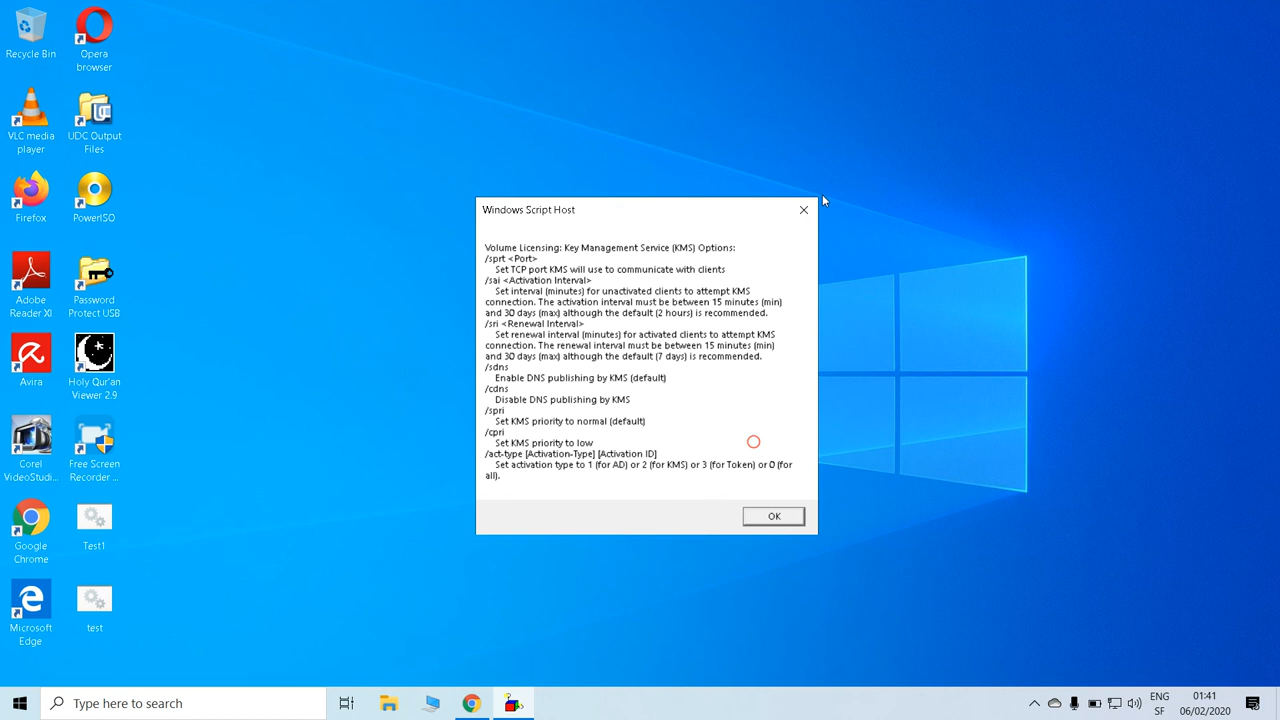 Recycle Bin
Opera
browser
VLC media
player
UDC Output
Files
Firefox
PowerISO
Adobe
Reader XI
Password
Protect USB
Avira
Holy Qur'an
Viewer 2.9
Corel
VideoStudi...
Free Screen
Recorder ...
Google
Chrome
Test1
Microsoft
Edge
test
Windows Script Host
Volume Licensing: Key Management Service (KMS) Options:
/sprt <Port>
Set TCP port KMS will use to communicate with clients
/sai <Activation Interval>
Set interval (minutes) for unactivated clients to attempt KMS
connection. The activation interval must be between 15 minutes (min)
and 30 days (max) although the default (2 hours) is recommended.
/sri <Renewal Interval>
Set renewal interval (minutes) for activated clients to attempt KMS
connection. The renewal interval must be between 15 minutes (min)
and 30 days (max) although the default (7 days) is recommended.
/sdns
Enable DNS publishing by KMS (default)
/cdns
Disable DNS publishing by KMS
/spri
Set KMS priority to normal (default)
/cpri
Set KMS priority to low
/act-type [Activation-Type] [Activation ID]
Set activation type to 1 (for AD) or 2 (for KMS) or 3 (for Token) or 0 (for
all).
OK
Type here to search
ENG
SF
01:41
06/02/2020